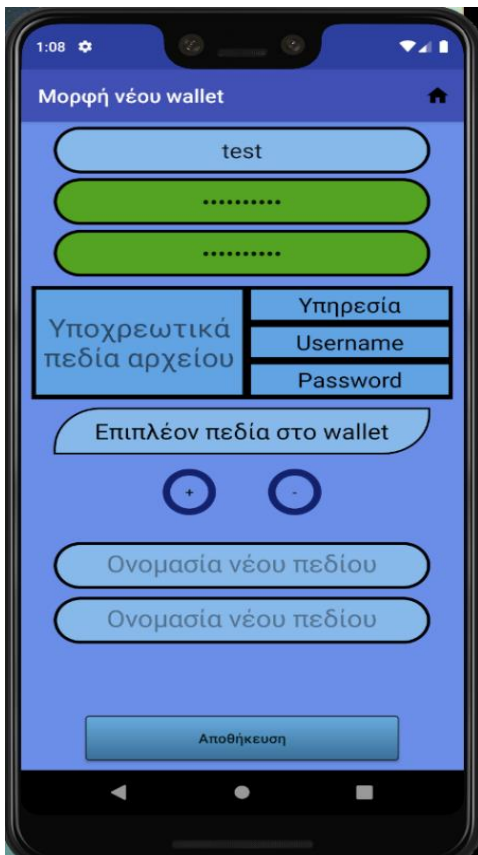 1:08
Μορφή νέου wallet
test
••••••••••
••••••••••
Υποχρεωτικά
πεδία αρχείου
Υπηρεσία
Username
Password
Επιπλέον πεδία στο wallet
+
-
Ονομασία νέου πεδίου
Ονομασία νέου πεδίου
Αποθήκευση